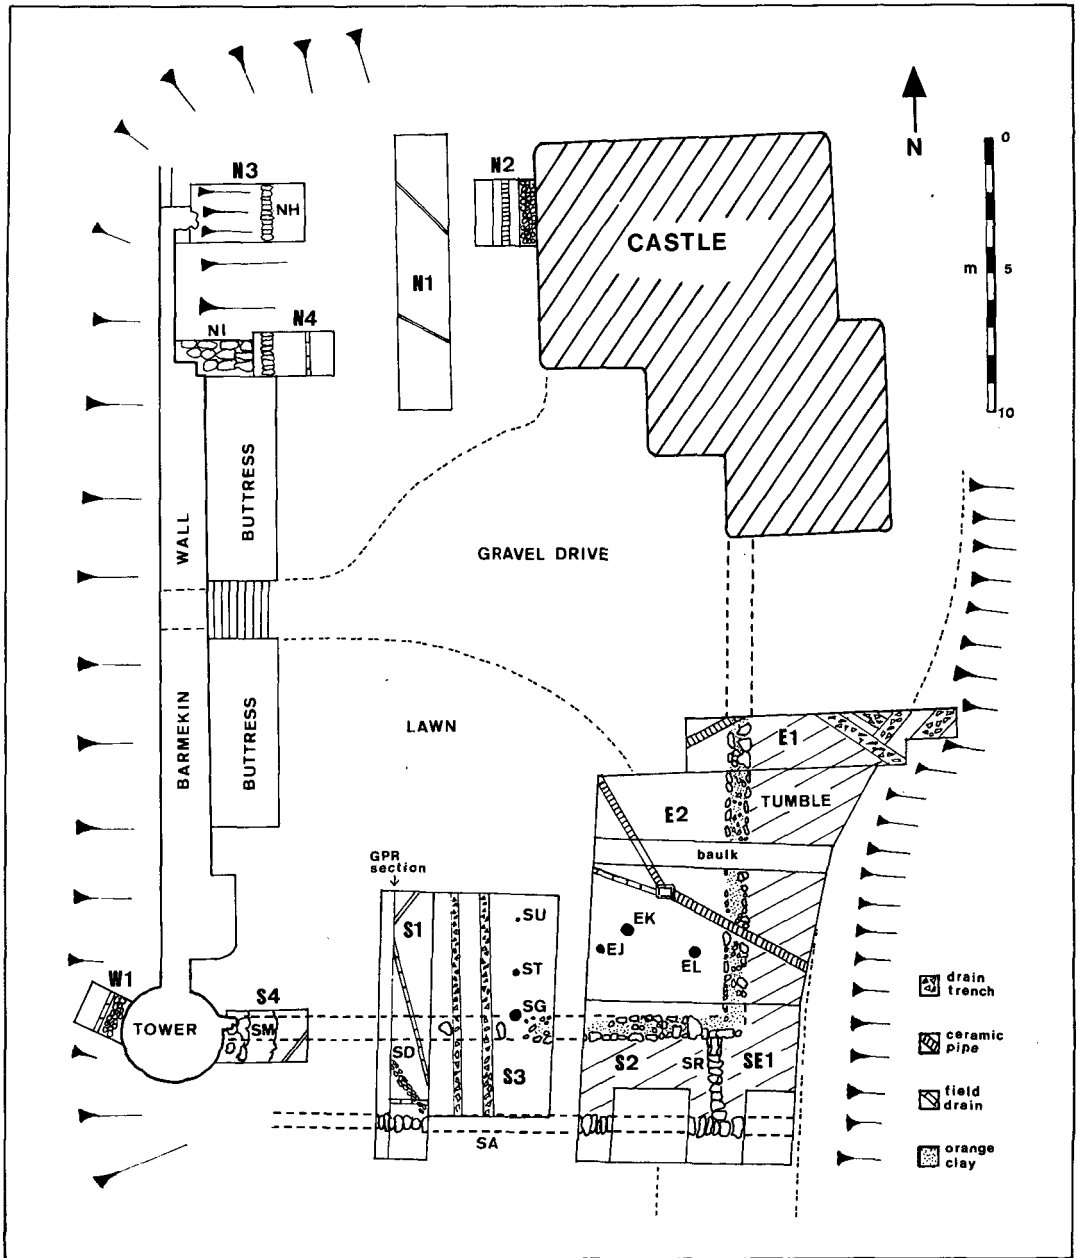 N
0
m
5
10
N3
NH
N2
CASTLE
N1
NI
N4
WALL
BUTTRESS
GRAVEL DRIVE
BARMEKIN
BUTTRESS
LAWN
E1
TUMBLE
E2
baulk
GPR
section
S1
SU
EK
EJ
EL
ST
SG
W1
TOWER
S4
SM
SD
S3
S2
SR
SE1
SA
drain
trench
ceramic
pipe
field
drain
orange
clay